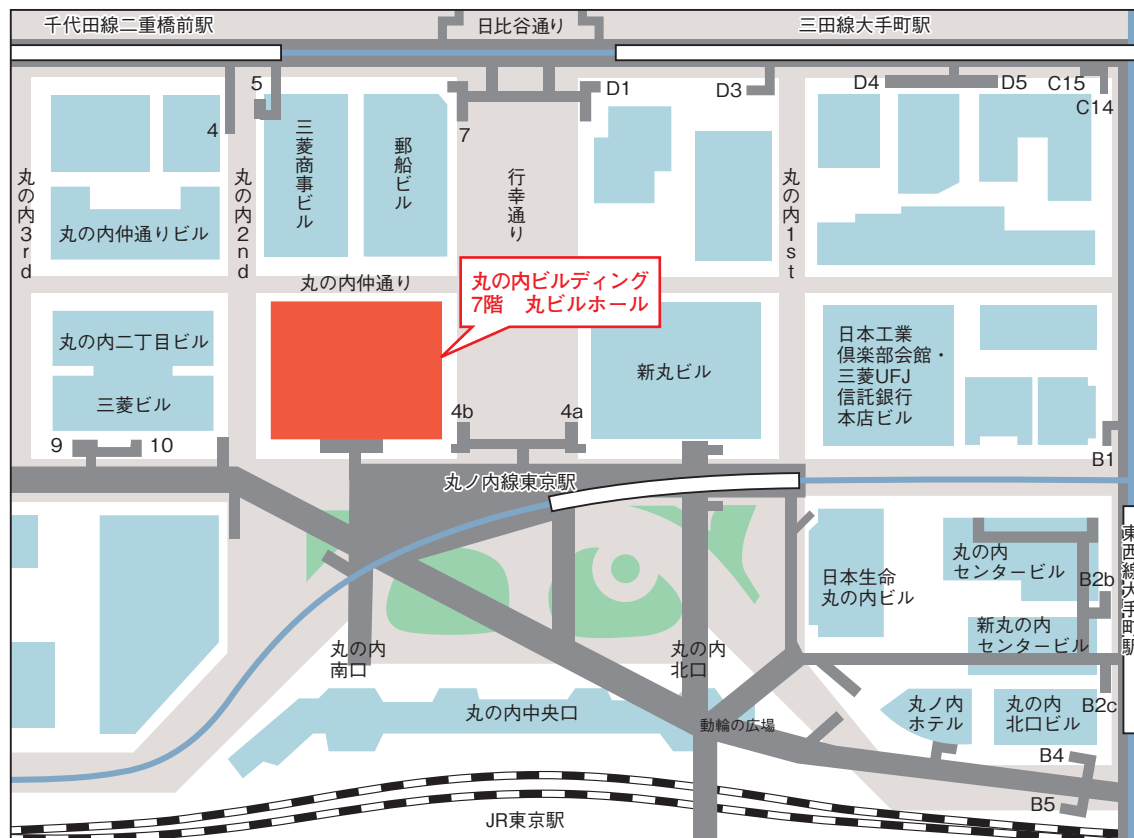 千代田線二重橋前駅
日比谷通り
三田線大手町駅
5
4
7
D1
D3
D4
D5
C15
C14
丸の内3rd
丸の内2nd
三菱商事ビル
郵船ビル
行幸通り
丸の内1st
丸の内仲通りビル
丸の内仲通り
丸の内ビルディング
7階 丸ビルホール
丸の内二丁目ビル
三菱ビル
新丸ビル
日本工業
倶楽部会館・
三菱UFJ
信託銀行
本店ビル
9
10
4b
4a
B1
丸ノ内線東京駅
東西線大手町駅
丸の内
センタービル
日本生命
丸の内ビル
B2b
新丸の内
センタービル
丸の内
南口
丸の内
北口
丸の内中央口
動輪の広場
丸ノ内
ホテル
丸の内
北口ビル
B2c
B4
B5
JR東京駅